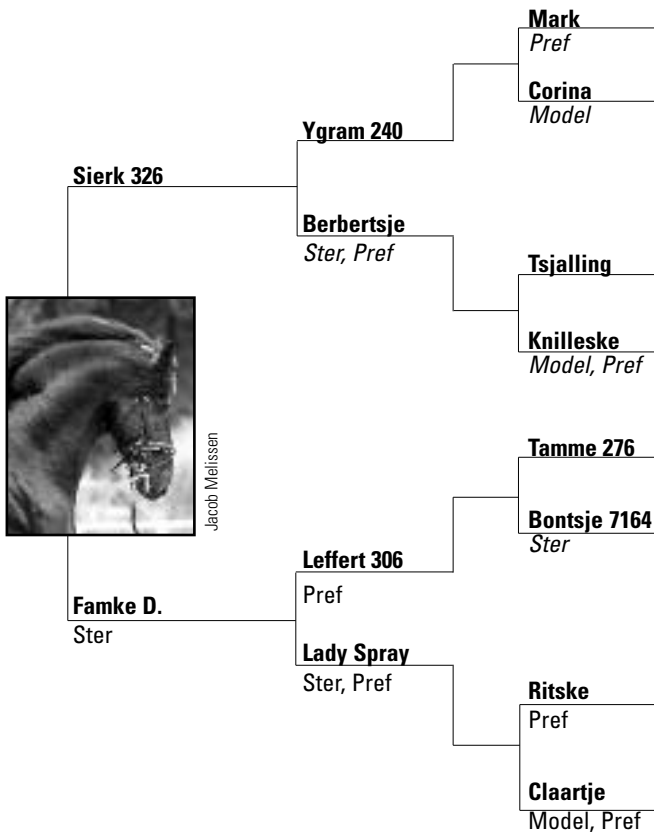 Mark
Pref
Corina
Model
Ygram 240
Sierk 326
Berbertsje
Ster, Pref
Tsjalling
Knilleske
Model, Pref
Jacob Melissen
Tamme 276
Bontsje 7164
Ster
Leffert 306
Pref
Famke D.
Ster
Lady Spray
Ster, Pref
Ritske
Pref
Claartje
Model, Pref